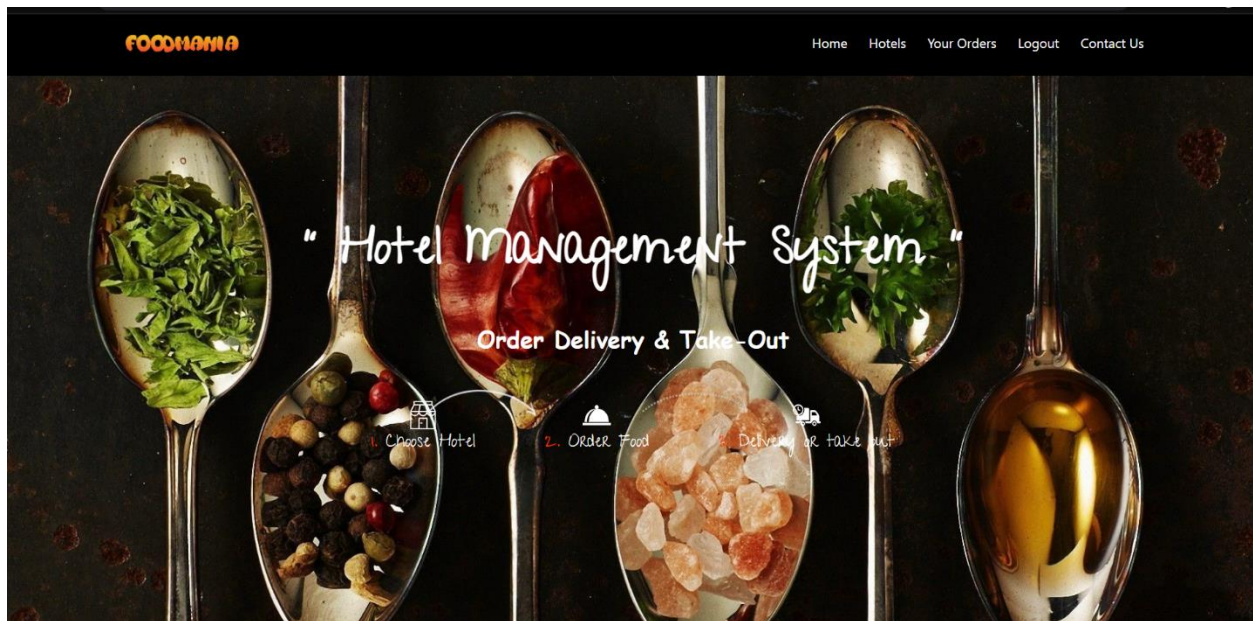 FOODMANIA
Home Hotels Your Orders Logout Contact Us
" Hotel Management System "
Order Delivery & Take-Out
1. Choose Hotel 2. Order Food 3. Delivery or take out